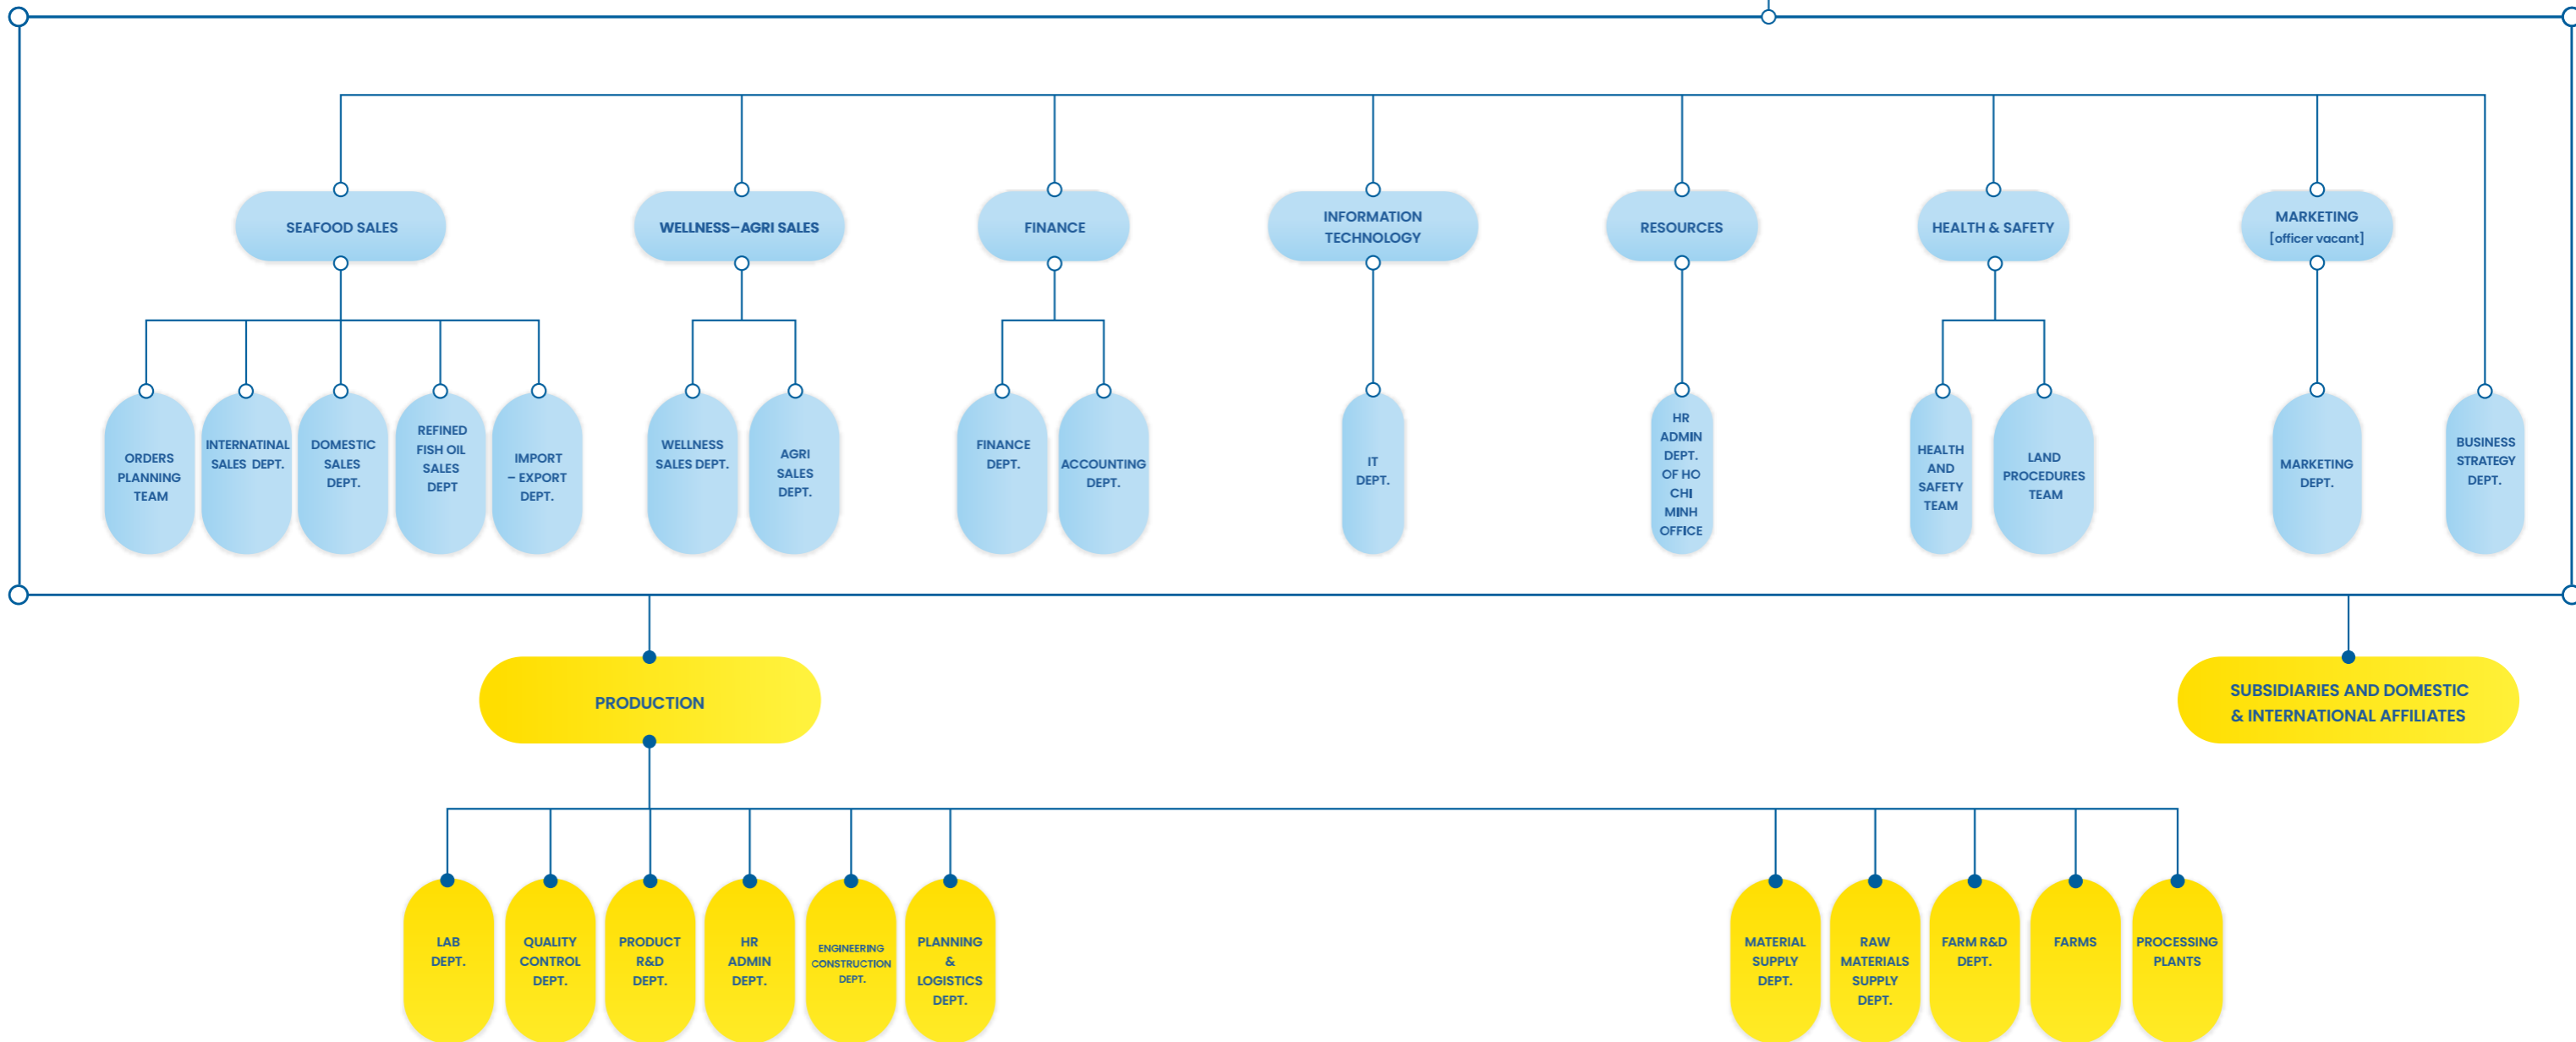 SEAFOOD SALES
WELLNESS–AGRI SALES
FINANCE
INFORMATION
TECHNOLOGY
RESOURCES
HEALTH & SAFETY
MARKETING
[officer vacant]
ORDERS
PLANNING
TEAM
INTERNATINAL
SALES DEPT.
DOMESTIC
SALES
DEPT.
REFINED
FISH OIL
SALES
DEPT
IMPORT
– EXPORT
DEPT.
WELLNESS
SALES DEPT.
AGRI
SALES
DEPT.
FINANCE
DEPT.
ACCOUNTING
DEPT.
IT
DEPT.
HR
ADMIN
DEPT.
OF HO
CHI
MINH
OFFICE
HEALTH
AND
SAFETY
TEAM
LAND
PROCEDURES
TEAM
MARKETING
DEPT.
BUSINESS
STRATEGY
DEPT.
PRODUCTION
SUBSIDIARIES AND DOMESTIC
& INTERNATIONAL AFFILIATES
LAB
DEPT.
QUALITY
CONTROL
DEPT.
PRODUCT
R&D
DEPT.
HR
ADMIN
DEPT.
ENGINEERING
CONSTRUCTION
DEPT.
PLANNING
&
LOGISTICS
DEPT.
MATERIAL
SUPPLY
DEPT.
RAW
MATERIALS
SUPPLY
DEPT.
FARM R&D
DEPT.
FARMS
PROCESSING
PLANTS